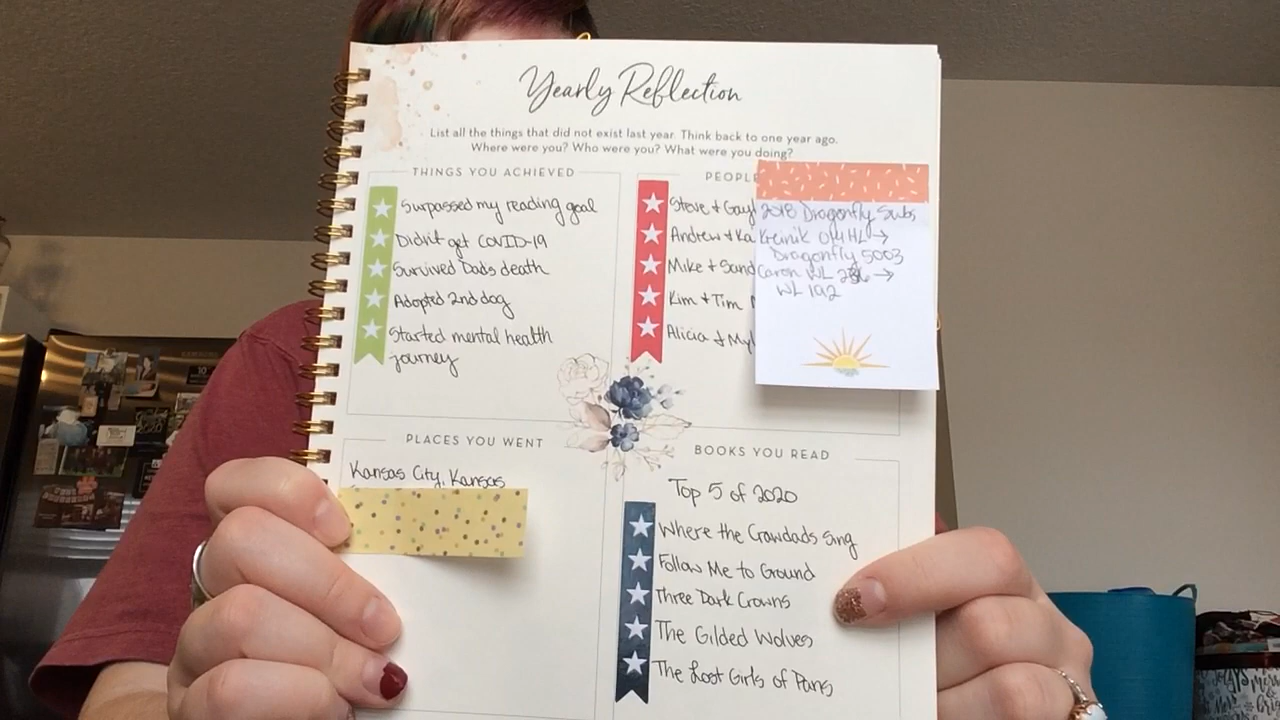 Yearly Reflection
List all the things that did not exist last year. Think back to one year ago.
Where were you? Who were you? What were you doing?
THINGS YOU ACHIEVED
Surpassed my reading goal
Didn't get COVID-19
Survived Dad's death
Adopted 2nd dog
Started mental health
journey
PEOPLE
Steve + Gayl
Andrew + Ka
Mike + Sand
Kim + Tim
Alicia + Myl
2018 Dragonfly Subs
Kreinik 014HL →
Dragonfly 5003
Caron WL →
WL 192
PLACES YOU WENT
Kansas City, Kansas
BOOKS YOU READ
Top 5 of 2020
Where the Crawdads Sing
Follow Me to Ground
Three Dark Crowns
The Gilded Wolves
The Lost Girls of Paris
2020
10